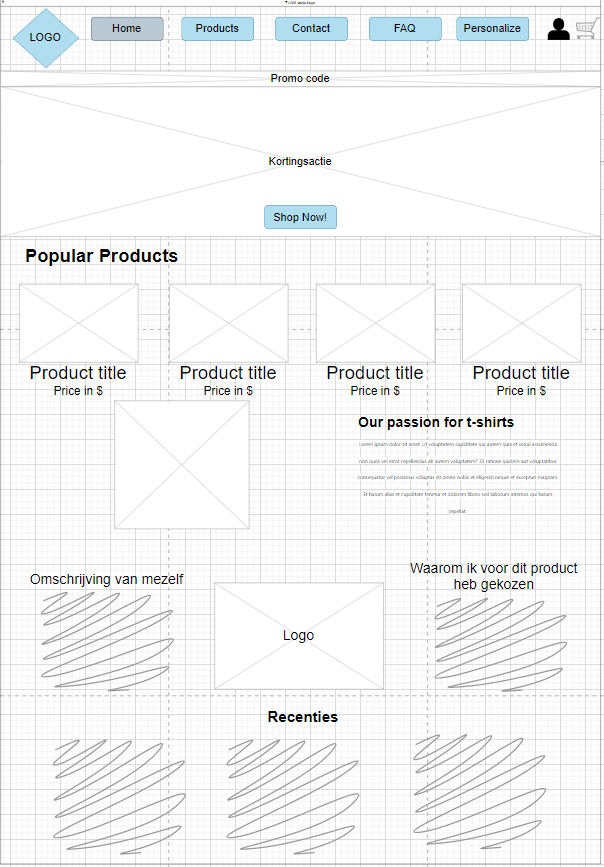 LOGO
Home
Products
Contact
FAQ
Personalize
Promo code
Kortingsactie
Shop Now!
Popular Products
Product title
Price in $
Product title
Price in $
Product title
Price in $
Product title
Price in $
Our passion for t-shirts
Lorem ipsum dolor sit amet. Ut voluptatem cupiditate qui autem quia et sequi assumenda
non quos vel error repellendus ab autem voluptatem? 33 ratione quidem aut voluptatibus
consequatur vel possimus voluptas sit omnis nobis et eligendi neque et excepturi magnam
Et harum alias et cupiditate tenetur et dolorem libero sed laborum internos qui harum
repellat
Omschrijving van mezelf
Logo
Waarom ik voor dit product
heb gekozen
Recenties